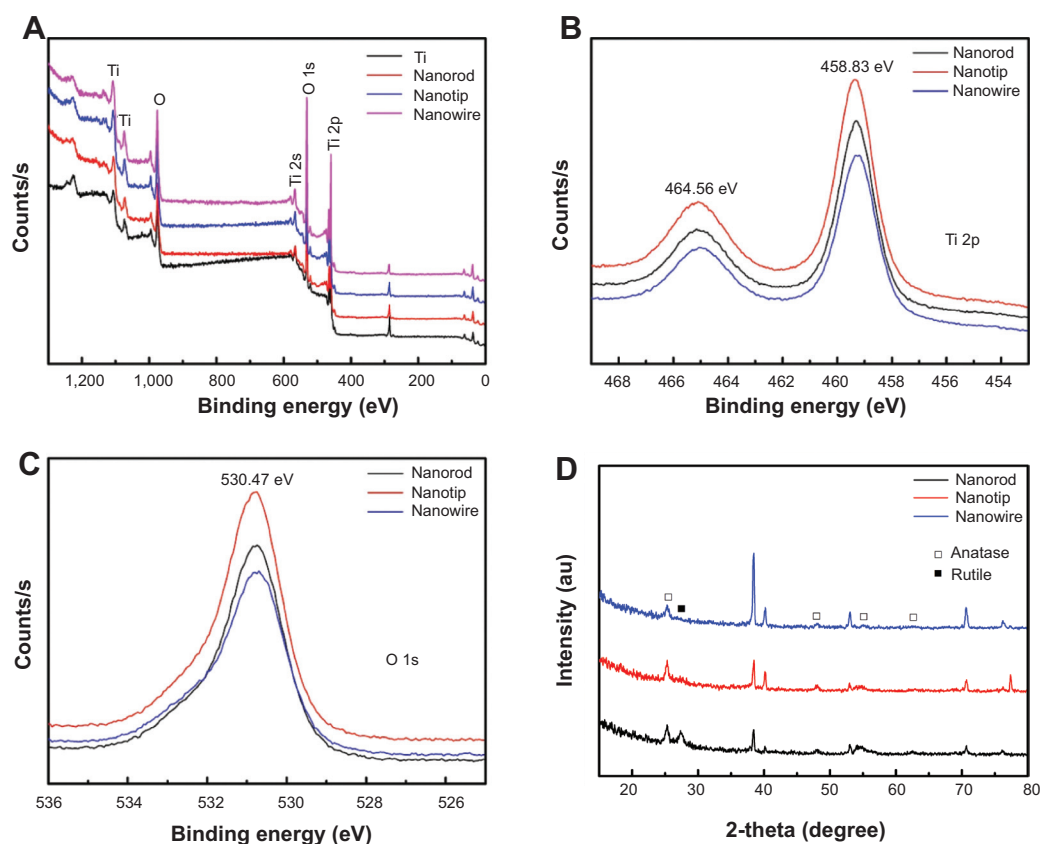 A
Ti
Nanorod
Nanotip
Nanowire
Ti
Ti
O
Ti 2s
O 1s
Ti 2p
Counts/s
1,200
1,000
800
600
400
200
0
Binding energy (eV)
B
Nanorod
Nanotip
Nanowire
458.83 eV
464.56 eV
Ti 2p
Counts/s
468
466
464
462
460
458
456
454
Binding energy (eV)
C
Nanorod
Nanotip
Nanowire
530.47 eV
O 1s
Counts/s
536
534
532
530
528
526
Binding energy (eV)
D
Nanorod
Nanotip
Nanowire
Anatase
Rutile
Intensity (au)
20
30
40
50
60
70
80
2-theta (degree)